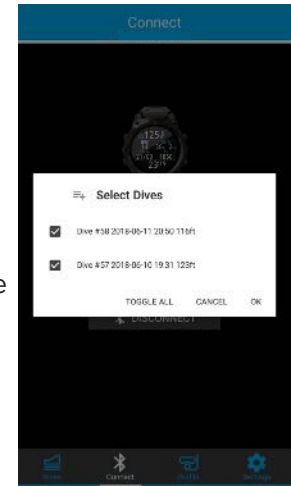 Connect
Select Dives
Dive #58 2018-06-11 20:50 116ft
Dive #57 2018-06-10 19:31 123ft
e
TOGGLE ALL CANCEL OK
DISCONNECT
Connect
Settings